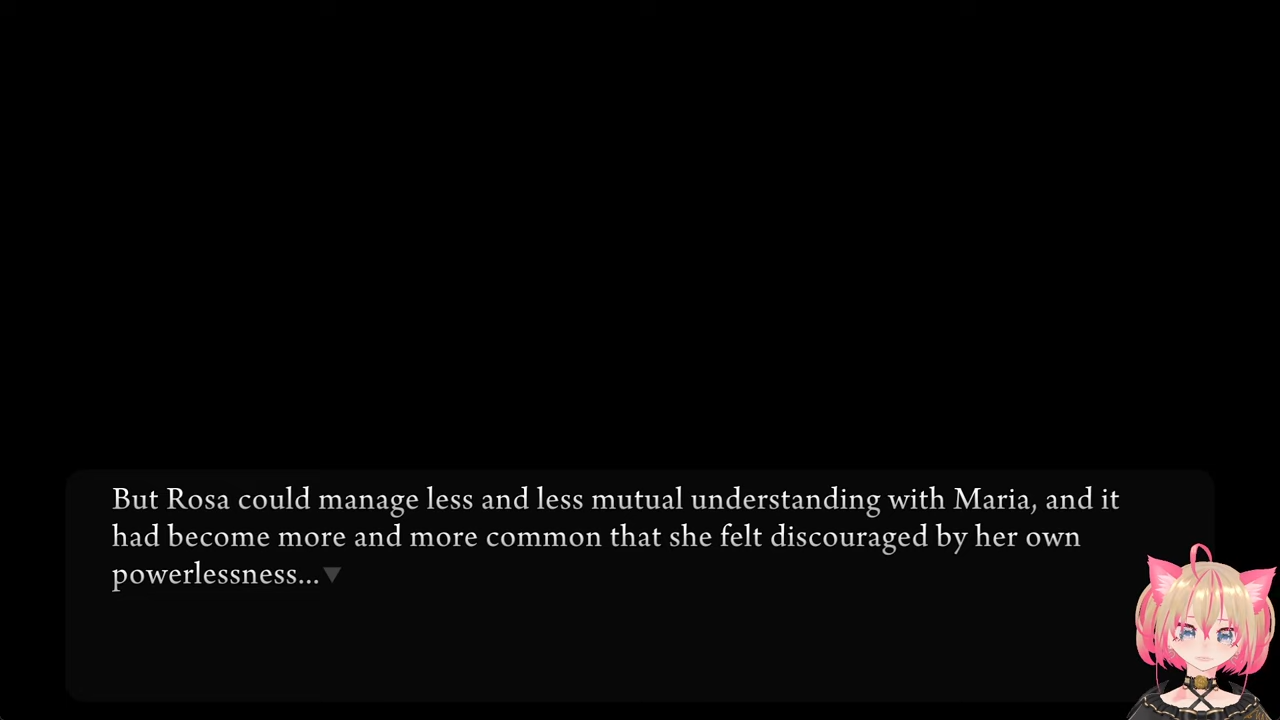 But Rosa could manage less and less mutual understanding with Maria, and it
had become more and more common that she felt discouraged by her own
powerlessness...